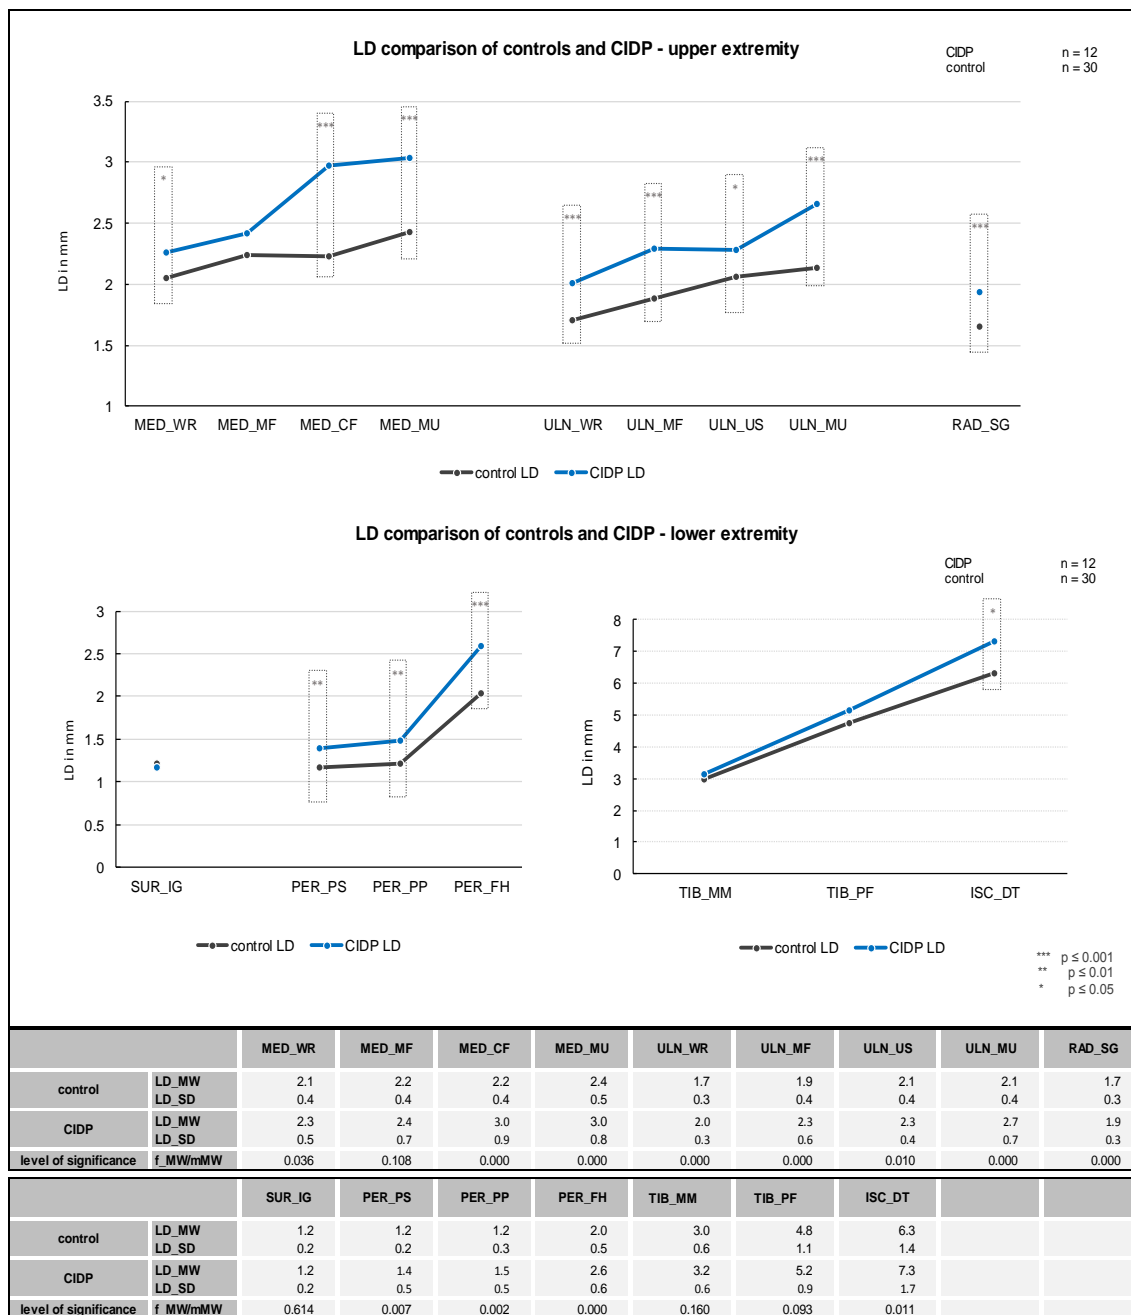 LD comparison of controls and CIDP - upper extremity
CIDP n = 12
control n = 30
3.5
3
2.5
2
1.5
1
LD in mm
*
***
***
***
***
*
***
***
MED_WR MED_MF MED_CF MED_MU ULN_WR ULN_MF ULN_US ULN_MU RAD_SG
control LD CIDP LD
LD comparison of controls and CIDP - lower extremity
CIDP n = 12
control n = 30
3
2.5
2
1.5
1
0.5
0
LD in mm
**
**
***
SUR_IG PER_PS PER_PP PER_FH
control LD CIDP LD
8
7
6
5
4
3
2
1
0
LD in mm
*
TIB_MM TIB_PF ISC_DT
control LD CIDP LD
*** p ≤ 0.001
** p ≤ 0.01
* p ≤ 0.05
MED_WR MED_MF MED_CF MED_MU ULN_WR ULN_MF ULN_US ULN_MU RAD_SG
control LD_MW 2.1 2.2 2.2 2.4 1.7 1.9 2.1 2.1 1.7
LD_SD 0.4 0.4 0.4 0.5 0.3 0.4 0.4 0.4 0.3
CIDP LD_MW 2.3 2.4 3.0 3.0 2.0 2.3 2.3 2.7 1.9
LD_SD 0.5 0.7 0.9 0.8 0.3 0.6 0.4 0.7 0.3
level of significance f_MW/mMW 0.036 0.108 0.000 0.000 0.000 0.000 0.010 0.000 0.000
SUR_IG PER_PS PER_PP PER_FH TIB_MM TIB_PF ISC_DT
control LD_MW 1.2 1.2 1.2 2.0 3.0 4.8 6.3
LD_SD 0.2 0.2 0.3 0.5 0.6 1.1 1.4
CIDP LD_MW 1.2 1.4 1.5 2.6 3.2 5.2 7.3
LD_SD 0.2 0.5 0.5 0.6 0.6 0.9 1.7
level of significance f_MW/mMW 0.614 0.007 0.002 0.000 0.160 0.093 0.011